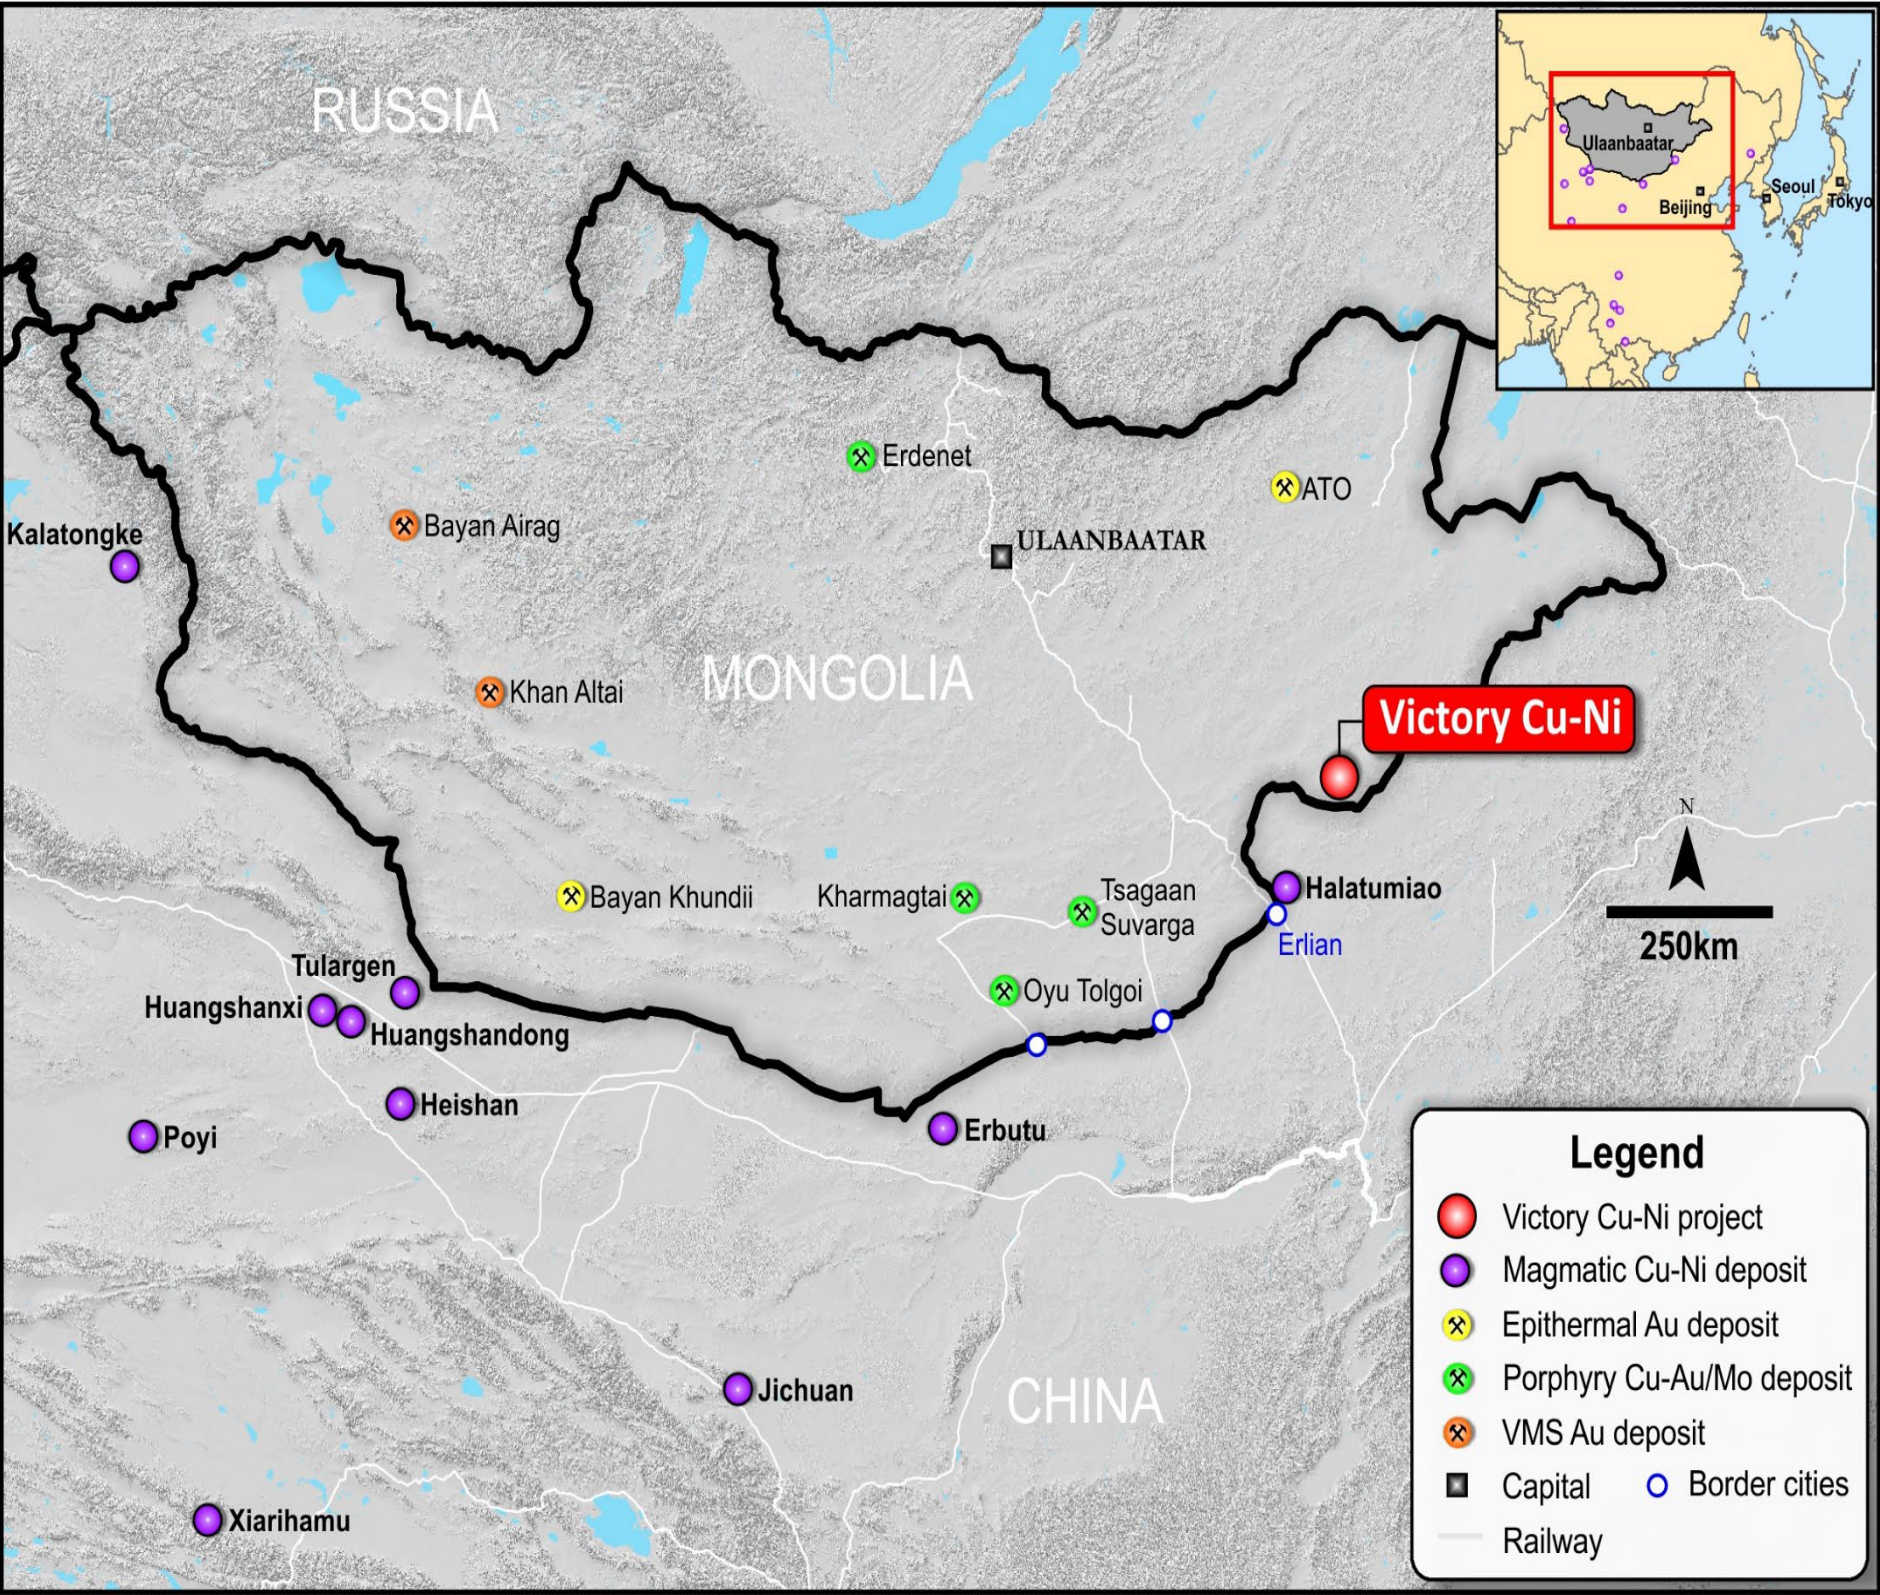 RUSSIA
Ulaanbaatar
Seoul
Beijing
Tokyo
Erdenet
ATO
Bayan Airag
Kalatongke
ULAANBAATAR
MONGOLIA
Khan Altai
Victory Cu-Ni
N
250km
Bayan Khundii
Kharmagtai
Tsagaan
Suvarga
Halatumiao
Erlian
Tulargen
Oyu Tolgoi
Huangshanxi
Huangshandong
Heishan
Poyi
Erbutu
Jichuan
CHINA
Xiarihamu
Legend
Victory Cu-Ni project
Magmatic Cu-Ni deposit
Epithermal Au deposit
Porphyry Cu-Au/Mo deposit
VMS Au deposit
Capital
Border cities
Railway